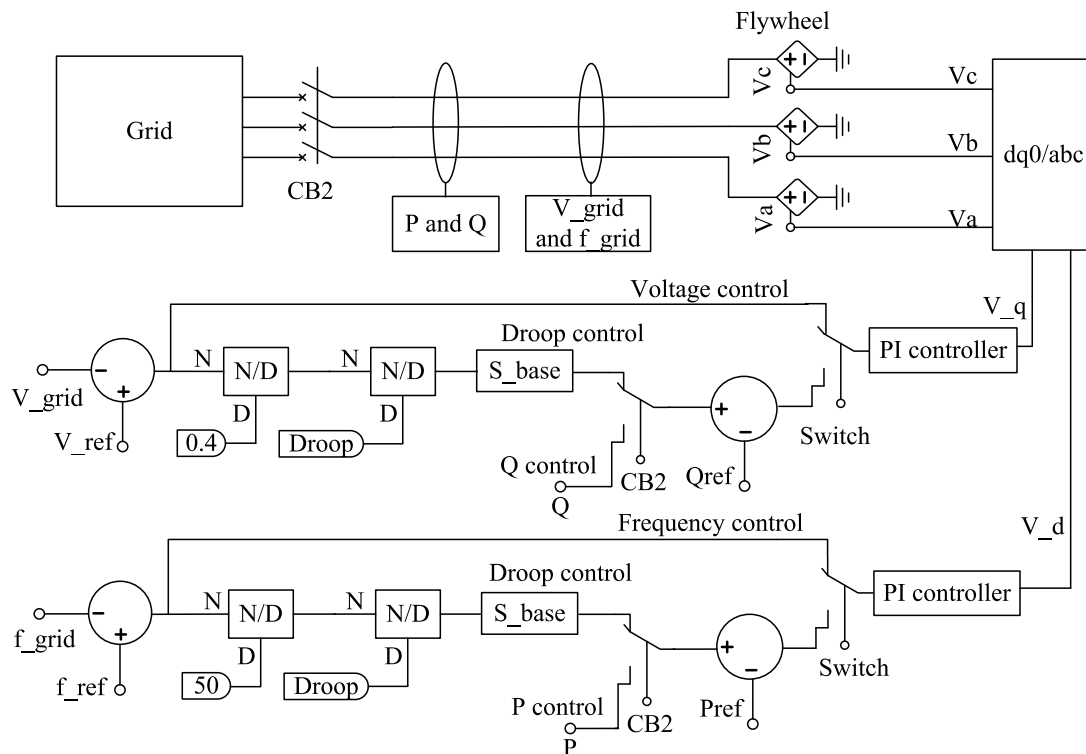 Flywheel
Grid
CB2
P and Q
V_grid
and f_grid
Vc
Vb
Va
+ -
+ -
+ -
Vc
Vb
Va
dq0/abc
Voltage control
V_q
Droop control
PI controller
N
N/D
N
N/D
S_base
V_grid
-
+
D
D
V_ref
0.4
Droop
+
-
Switch
Q control
Q
CB2
Qref
Frequency control
V_d
Droop control
PI controller
N
N/D
N
N/D
S_base
f_grid
-
+
D
D
f_ref
50
Droop
+
-
Switch
P control
P
CB2
Pref